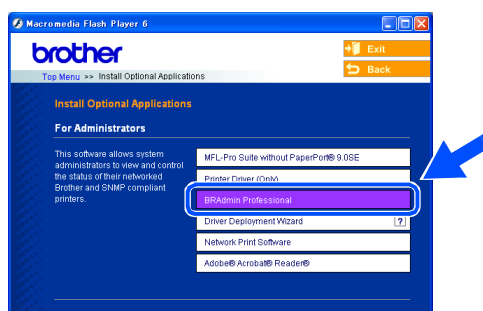 Macromedia Flash Player 6
brother
Exit
Back
Top Menu >> Install Optional Applications
Install Optional Applications
For Administrators
This software allows system
administrators to view and control
the status of their networked
Brother and SNMP compliant
printers.
MFL-Pro Suite without PaperPort® 9.0SE
Printer Driver (Only)
BRAdmin Professional
Driver Deployment Wizard
?
Network Print Software
Adobe® Acrobat® Reader®